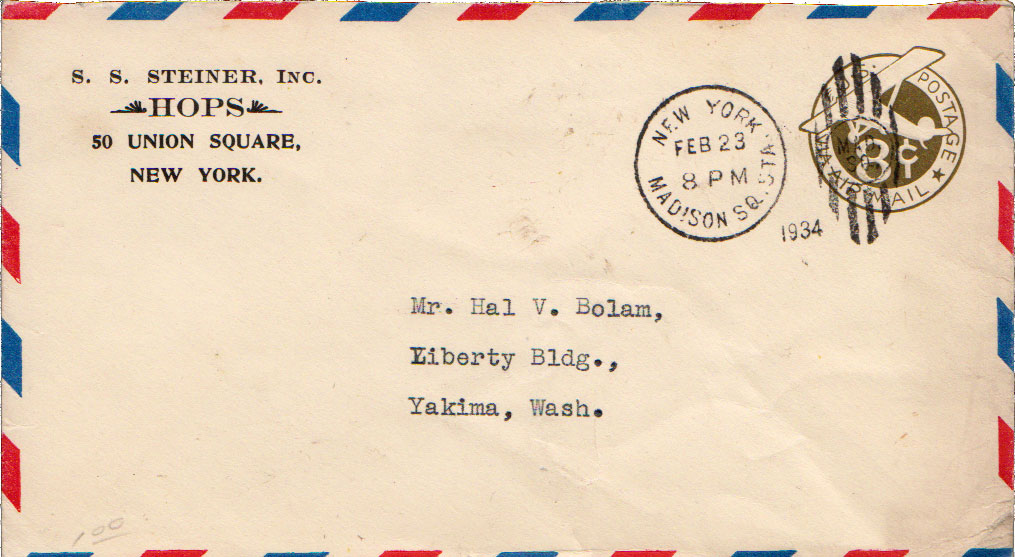 S. S. STEINER, INC.
HOPS
50 UNION SQUARE,
NEW YORK.
NEW YORK
FEB 23
8 PM
MADISON SQ. STA.
1934
POSTAGE
8¢
AIR MAIL
Mr. Hal V. Bolam,
Liberty Bldg.,
Yakima, Wash.
1.00